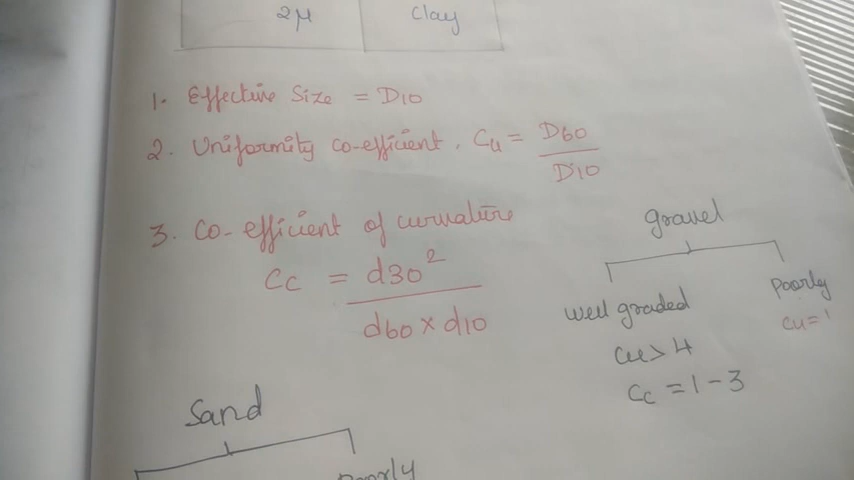 2μ Clay
1. Effective Size = D10
2. Uniformity co-efficient. Cu = D60
D10
3. Co-efficient of curvature
Cc = d30²
d60 x d10
gravel
well graded
Cu > 4
Cc = 1 - 3
Poorly
Cu = 1
Sand
Poorly